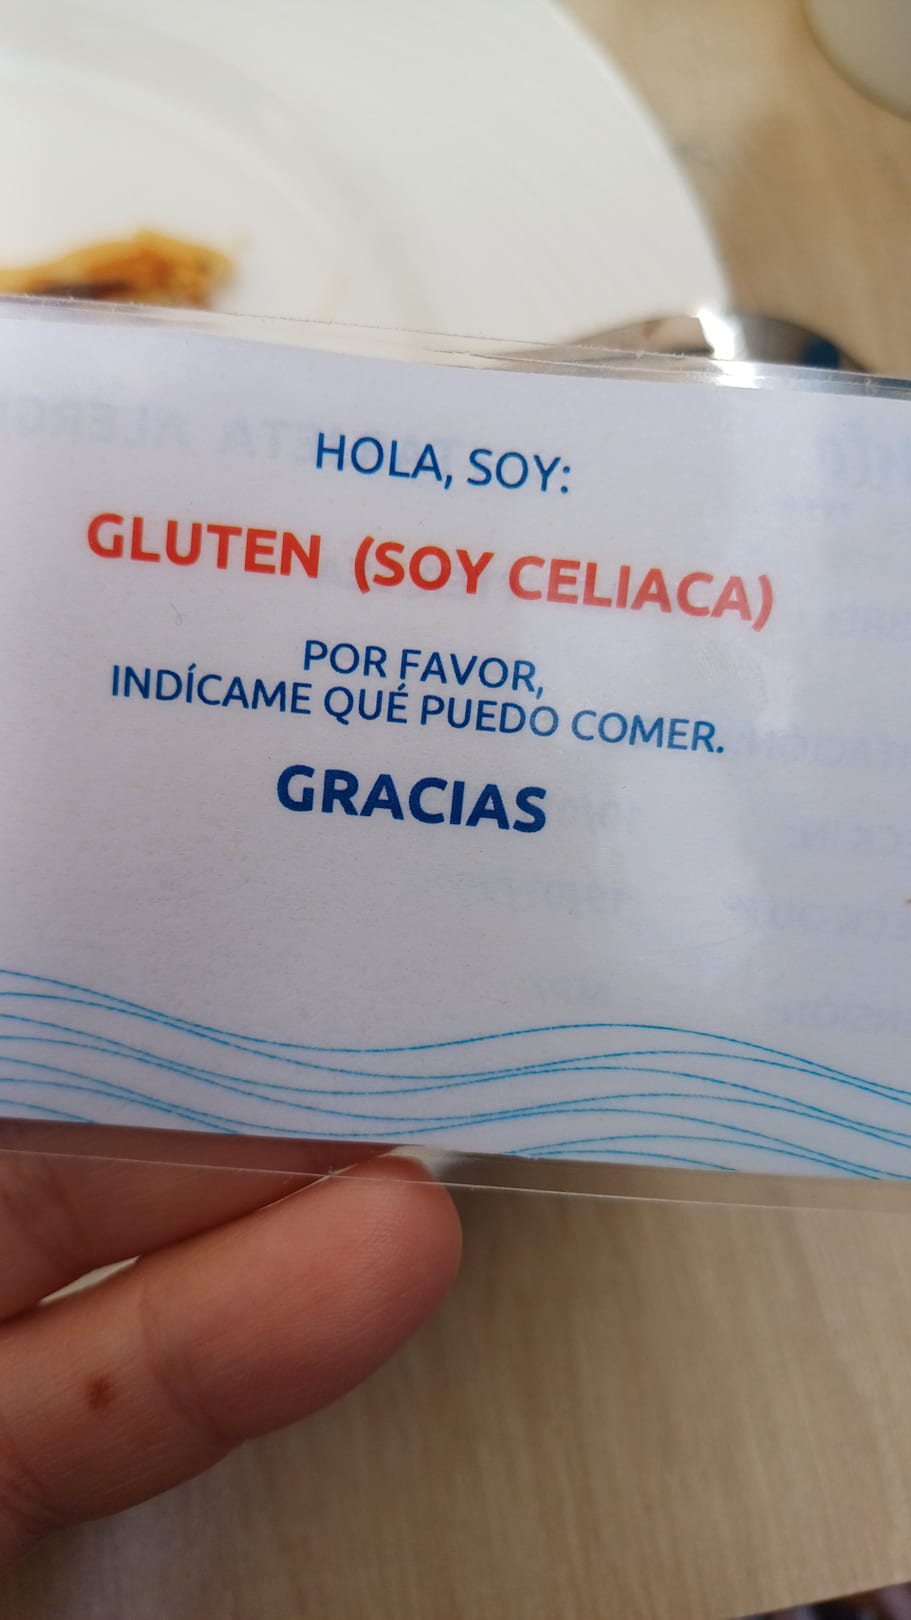 HOLA, SOY:
GLUTEN (SOY CELIACA)
POR FAVOR,
INDÍCAME QUÉ PUEDO COMER.
GRACIAS